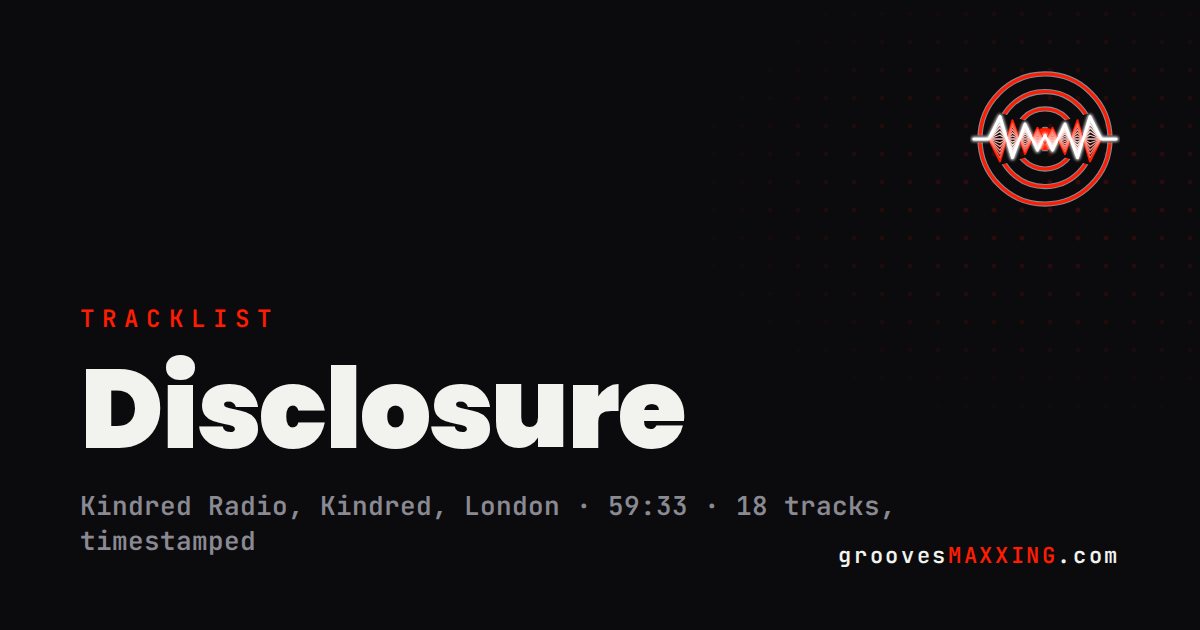 TRACKLIST
Disclosure
Kindred Radio, Kindred, London · 59:33 · 18 tracks,
timestamped
groovesMAXXING.com